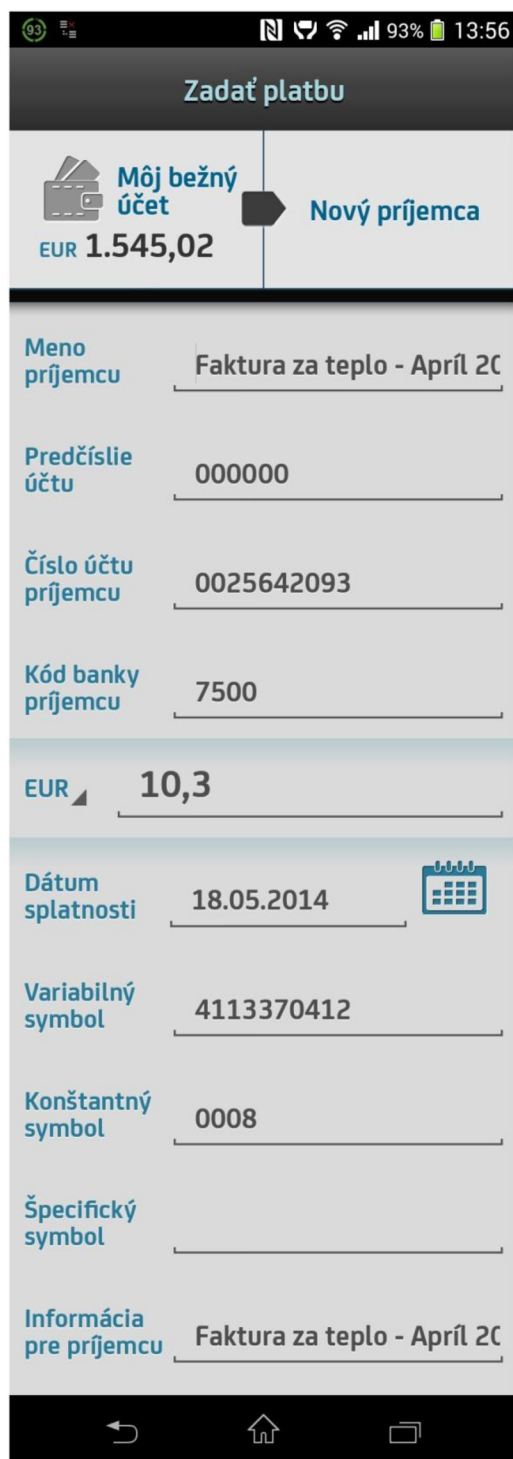 93 93% 13:56
Zadať platbu
Môj bežný
účet
EUR 1.545,02
Nový príjemca
Meno
príjemcu
Faktura za teplo - Apríl 20
Predčíslie
účtu
000000
Číslo účtu
príjemcu
0025642093
Kód banky
príjemcu
7500
EUR 10,3
Dátum
splatnosti
18.05.2014
Variabilný
symbol
4113370412
Konštantný
symbol
0008
Špecifický
symbol
Informácia
pre príjemcu
Faktura za teplo - Apríl 20